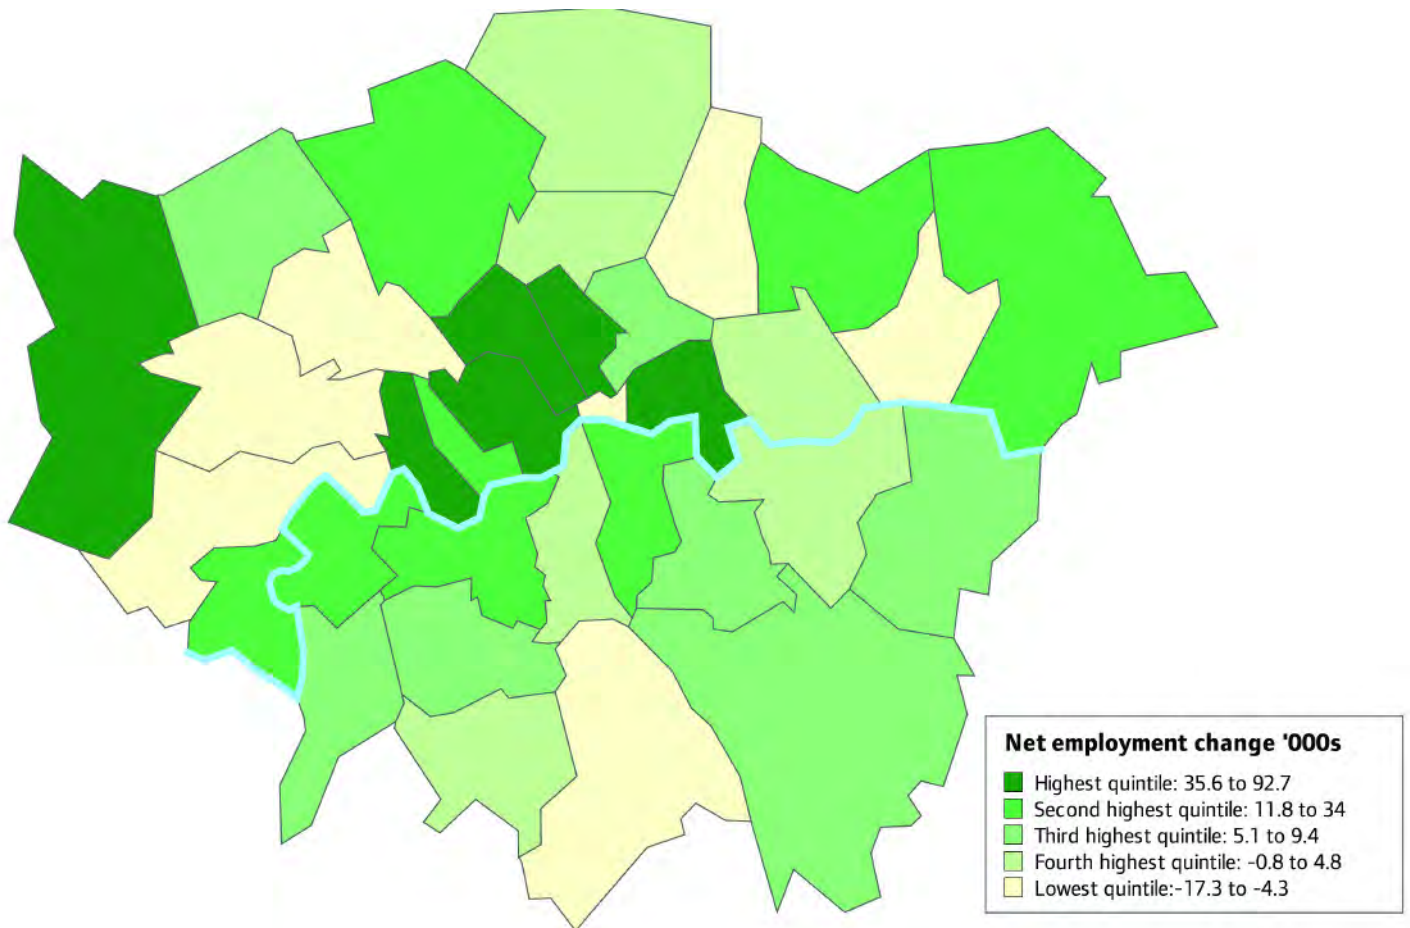 Net employment change '000s
Highest quintile: 35.6 to 92.7
Second highest quintile: 11.8 to 34
Third highest quintile: 5.1 to 9.4
Fourth highest quintile: -0.8 to 4.8
Lowest quintile:-17.3 to -4.3